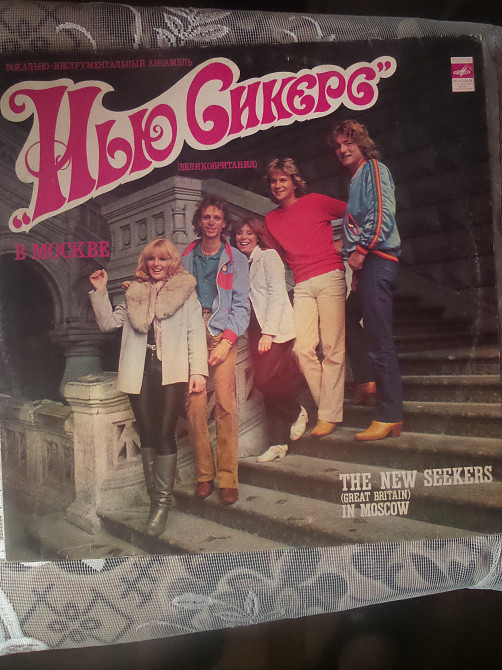 ВОКАЛЬНО-ИНСТРУМЕНТАЛЬНЫЙ АНСАМБЛЬ
„Нью Сикерс"
(ВЕЛИКОБРИТАНИЯ)
В МОСКВЕ
THE NEW SEEKERS
(GREAT BRITAIN)
IN MOSCOW